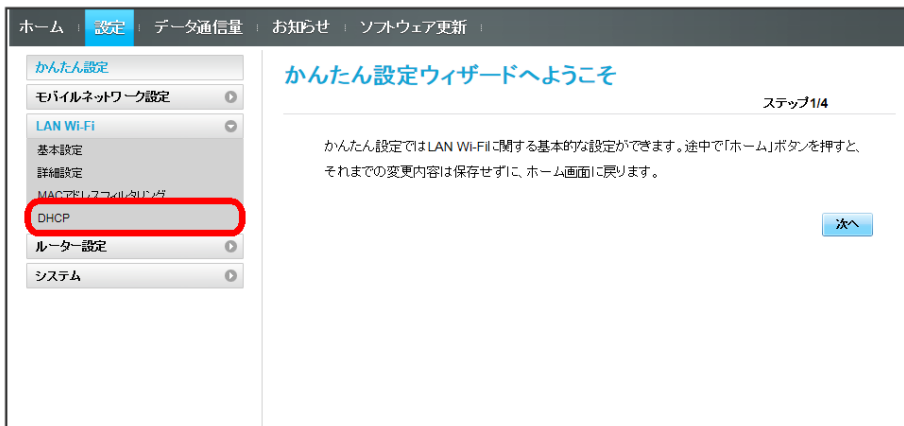 ホーム 設定 データ通信量 お知らせ ソフトウェア更新
かんたん設定
モバイルネットワーク設定
LAN Wi-Fi
基本設定
詳細設定
MACアドレスフィルタリング
DHCP
ルーター設定
システム
かんたん設定ウィザードへようこそ
ステップ1/4
かんたん設定ではLAN Wi-Fiに関する基本的な設定ができます。途中で「ホーム」ボタンを押すと、
それまでの変更内容は保存せずに、ホーム画面に戻ります。
次へ